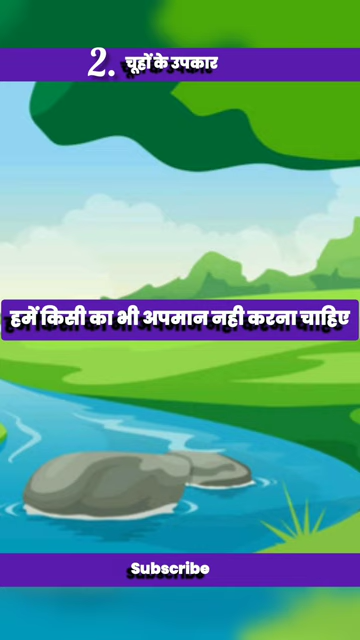 2. चूहों के उपकार
हमें किसी का भी अपमान नही करना चाहिए
Subscribe